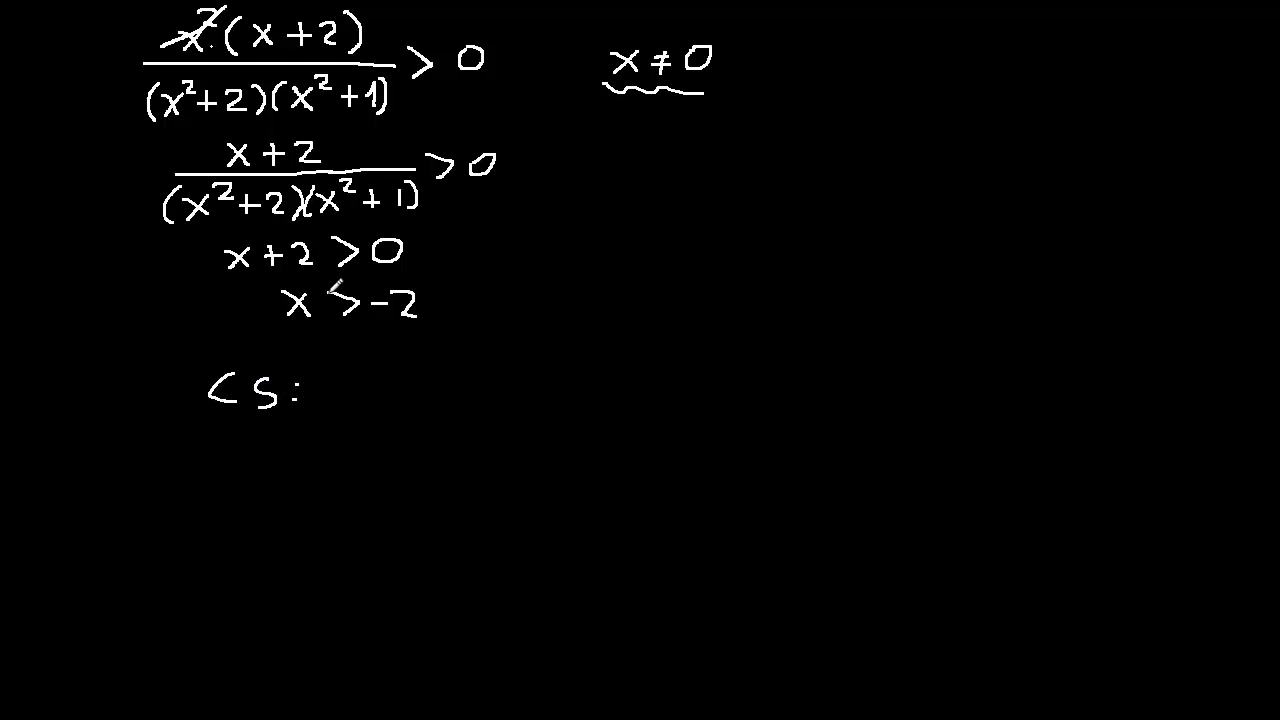 x²(x+2)/(x²+2)(x²+1) > 0    x ≠ 0
x+2/(x²+2)(x²+1) > 0
x+2 > 0
x > -2
CS: